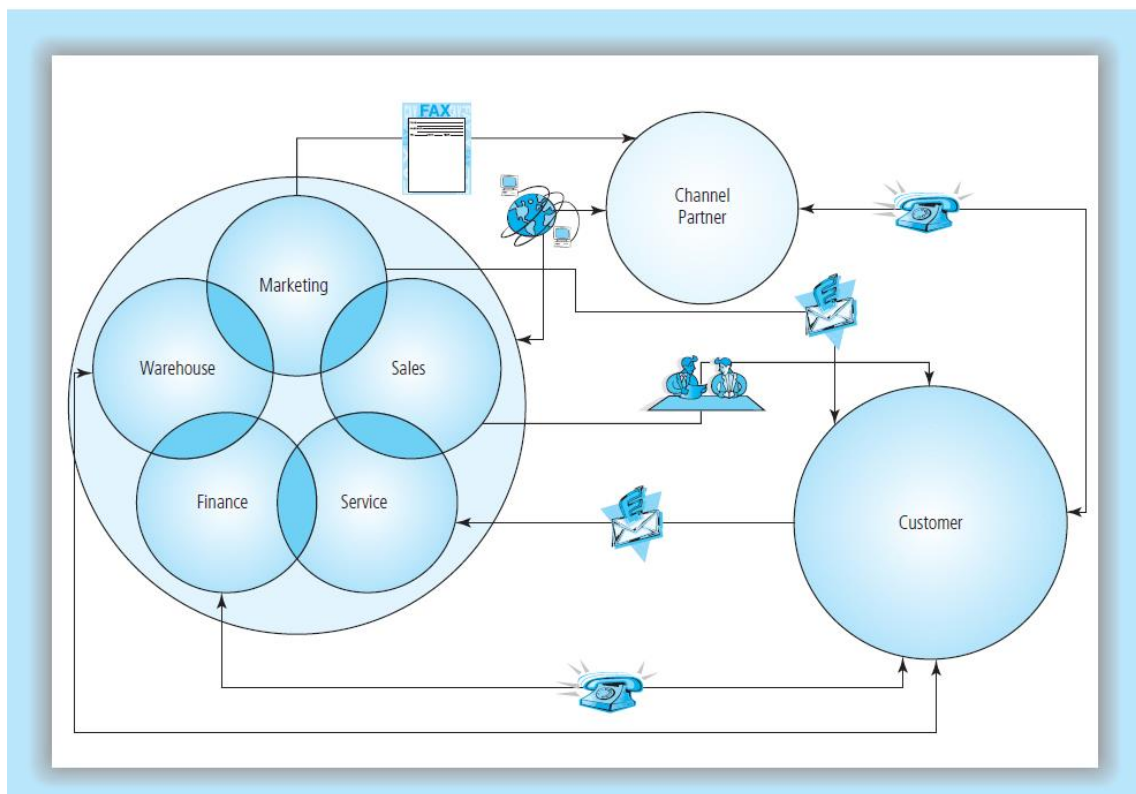 FAX
Channel
Partner
Marketing
Warehouse
Sales
Finance
Service
Customer